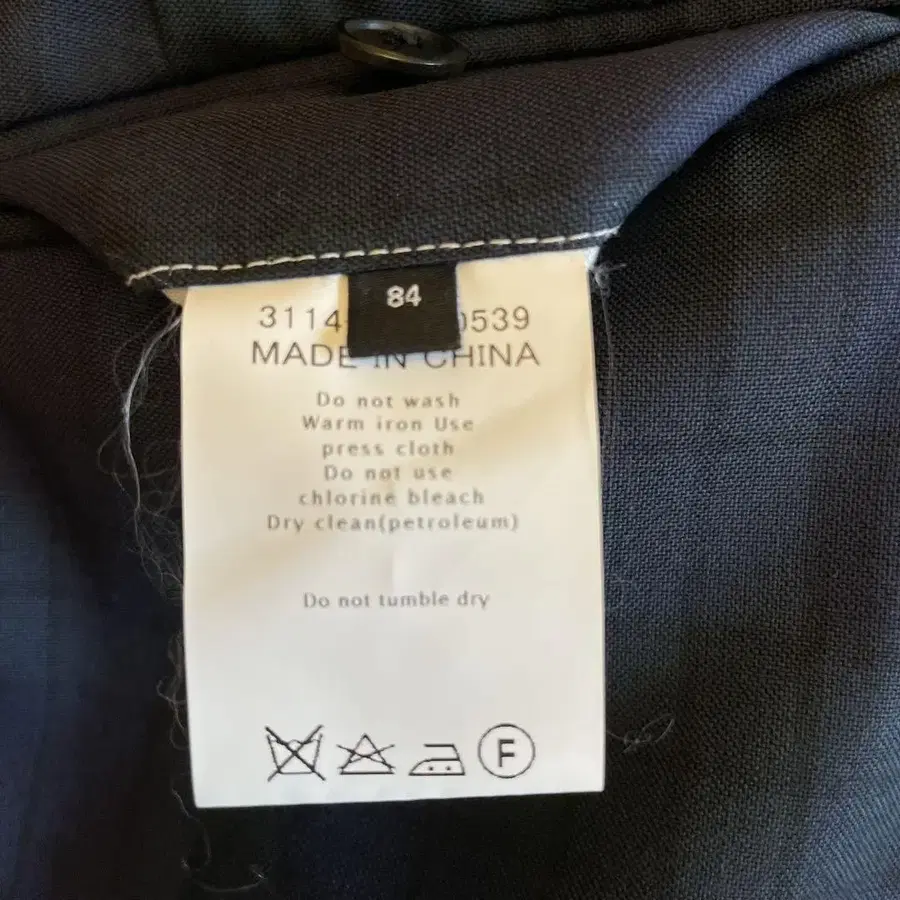 84
3114 0539
MADE IN CHINA
Do not wash
Warm iron Use
press cloth
Do not use
chlorine bleach
Dry clean(petroleum)
Do not tumble dry
F